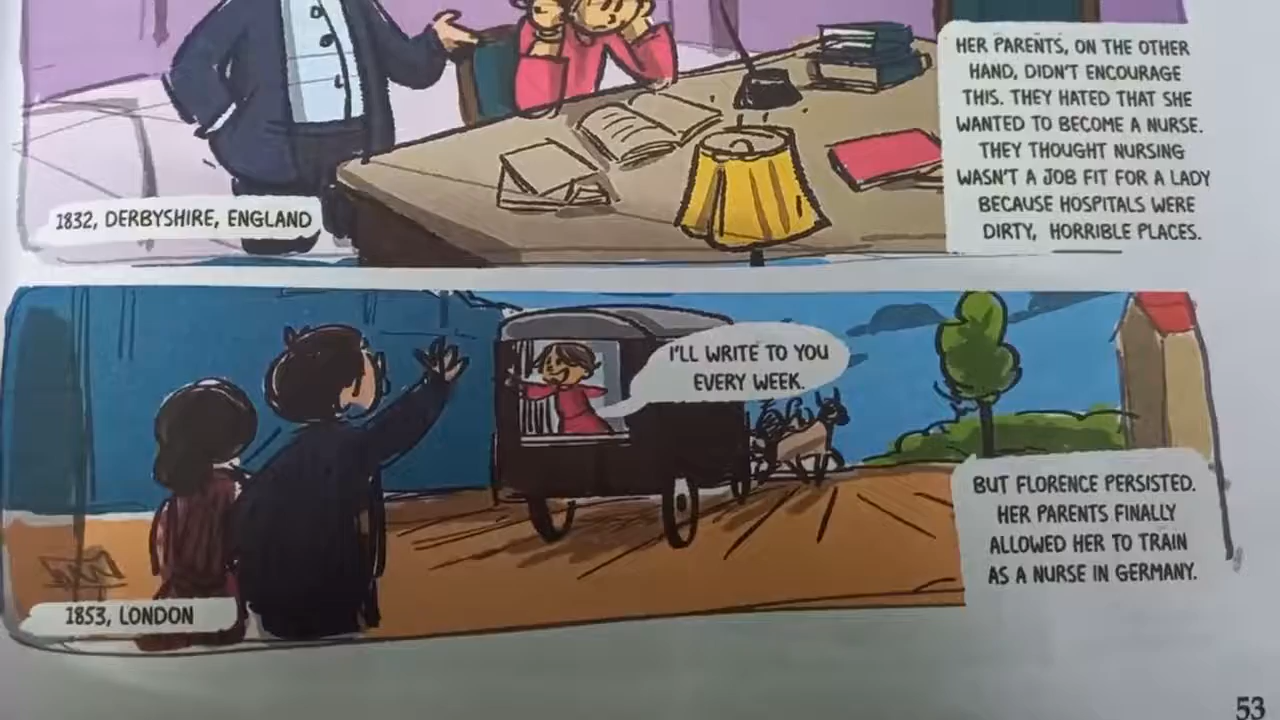 HER PARENTS, ON THE OTHER
HAND, DIDN'T ENCOURAGE
THIS. THEY HATED THAT SHE
WANTED TO BECOME A NURSE.
THEY THOUGHT NURSING
WASN'T A JOB FIT FOR A LADY
BECAUSE HOSPITALS WERE
DIRTY, HORRIBLE PLACES.
1832, DERBYSHIRE, ENGLAND
I'LL WRITE TO YOU
EVERY WEEK.
BUT FLORENCE PERSISTED.
HER PARENTS FINALLY
ALLOWED HER TO TRAIN
AS A NURSE IN GERMANY.
1853, LONDON
53